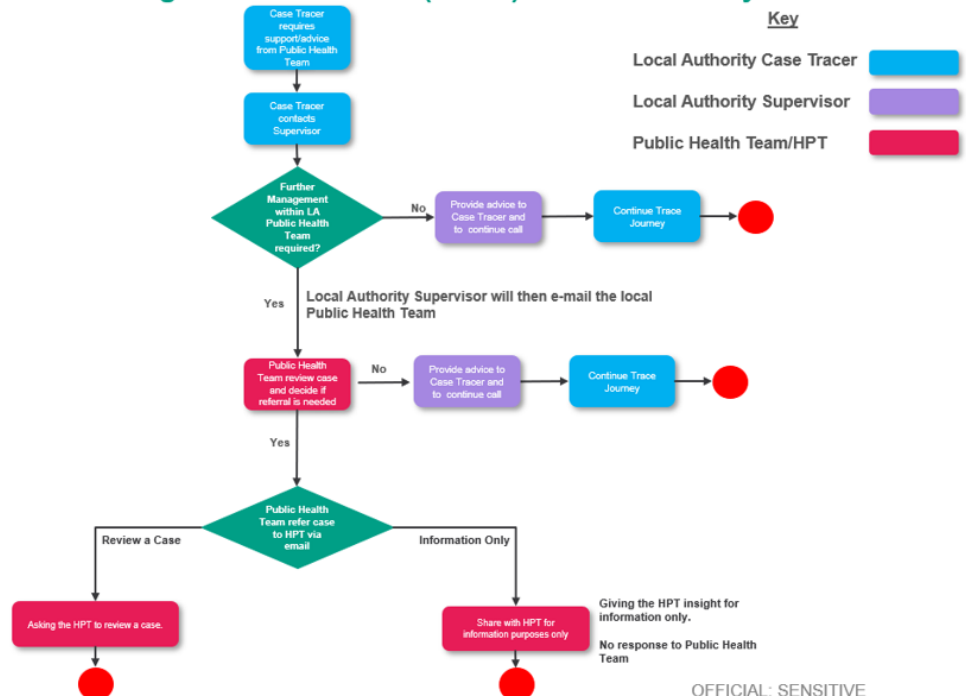 Key
Local Authority Case Tracer
Local Authority Supervisor
Public Health Team/HPT
Case Tracer
requires
support/advice
from Public Health
Team
Case Tracer
contacts
Supervisor
Further
Management
within LA
Public Health
Team
required?
No
Provide advice to
Case Tracer and
to continue call
Continue Trace
Journey
Yes
Local Authority Supervisor will then e-mail the local
Public Health Team
Public Health
Team review case
and decide if
referral is needed
No
Provide advice to
Case Tracer and
to continue call
Continue Trace
Journey
Yes
Public Health
Team refer case
to HPT via
email
Review a Case
Information Only
Asking the HPT to review a case.
Share with HPT for
information purposes only
Giving the HPT insight for
information only.
No response to Public Health
Team
OFFICIAL: SENSITIVE